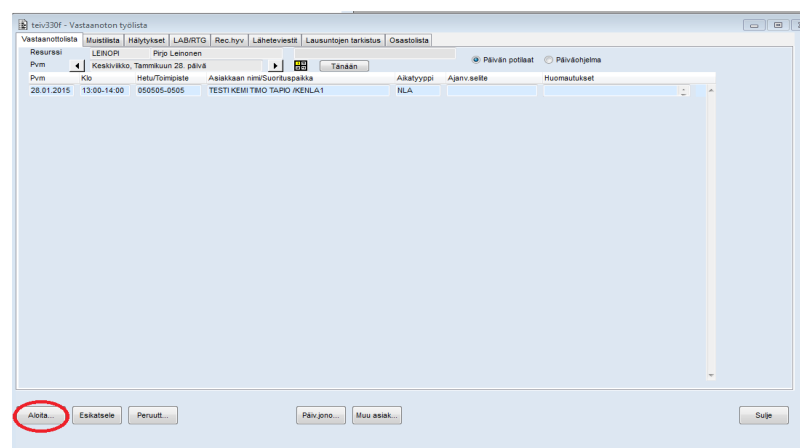 teiv330f - Vastaanoton työlista
Vastaanottolista Muistilista Hälytykset LAB/RTG Rec.hyv Läheteviestit Lausuntojen tarkistus Osastolista
Resurssi LEINOPI Pirjo Leinonen
Pvm Keskiviikko, Tammikuun 28. päivä Tänään Päivän potilaat Päiväohjelma
Pvm Klo Hetu/Toimipiste Asiakkaan nimi/Suorituspaikka Aikatyyppi Ajanv.selite Huomautukset
28.01.2015 13:00-14:00 050505-0505 TESTI KEMI TIMO TAPIO /KENLA1 NLA
Aloita... Esikatsele Peruutt... Päiv.jono... Muu asiak... Sulje